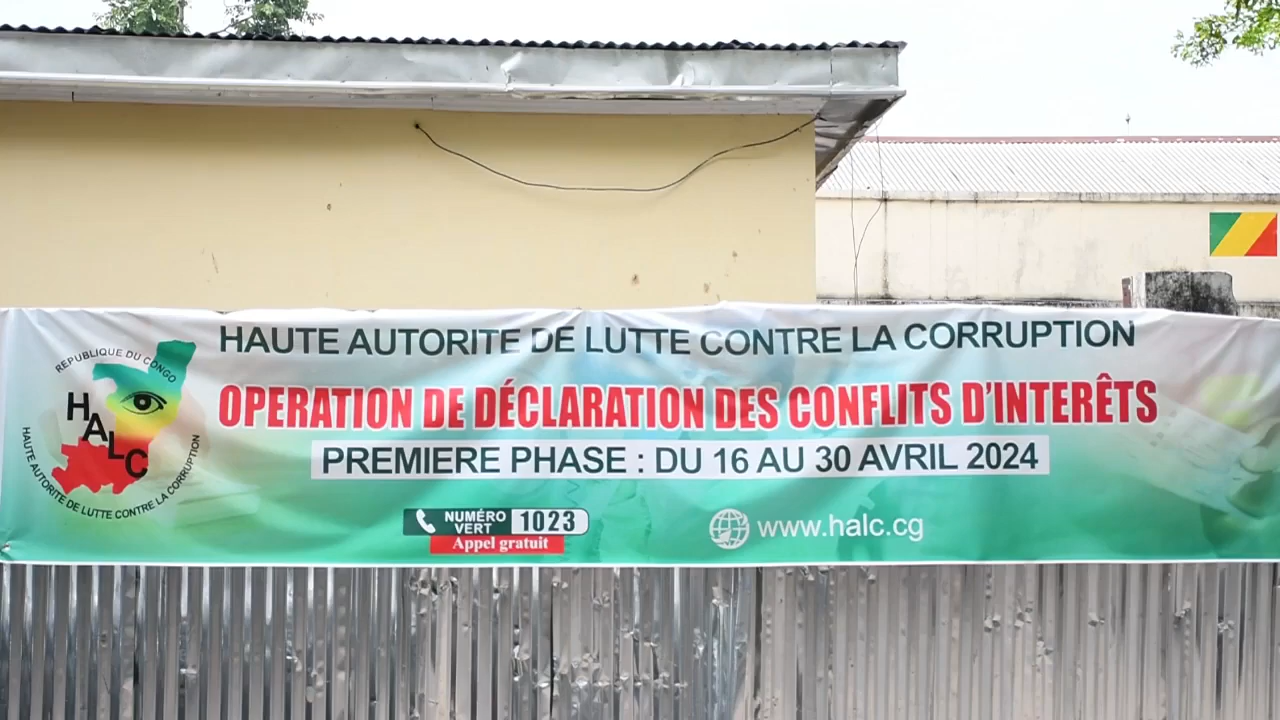 HAUTE AUTORITE DE LUTTE CONTRE LA CORRUPTION
OPERATION DE DÉCLARATION DES CONFLITS D'INTERÊTS
PREMIERE PHASE : DU 16 AU 30 AVRIL 2024
REPUBLIQUE DU CONGO
HALC
HAUTE AUTORITE DE LUTTE CONTRE LA CORRUPTION
NUMÉRO
VERT
1023
Appel gratuit
www.halc.cg